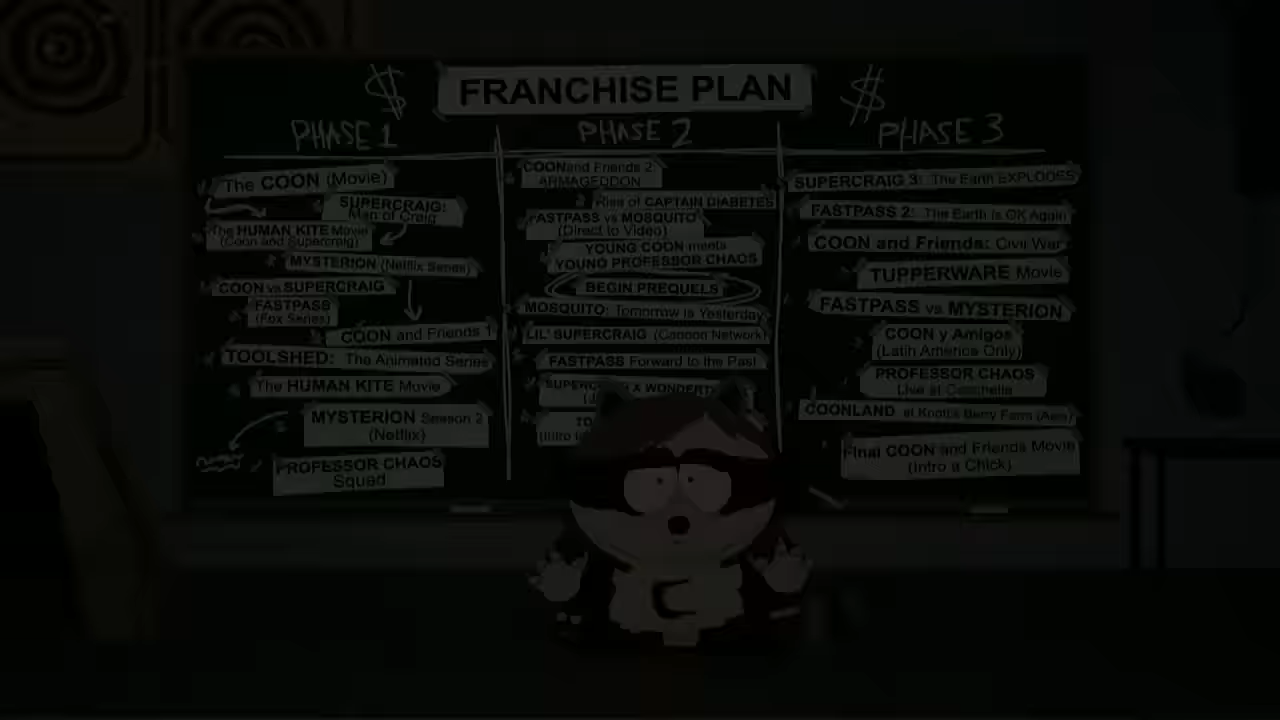 $ FRANCHISE PLAN $
PHASE 1
The COON (Movie)
SUPERCRAIG:
Man of Craig
The HUMAN KITE Movie
(Coon and Supercraig)
MYSTERION (Netflix Series)
COON vs SUPERCRAIG
FASTPASS
(Fox Series)
COON and Friends 1
TOOLSHED: The Animated Series
The HUMAN KITE Movie
MYSTERION Season 2
(Netflix)
PROFESSOR CHAOS
Squad
PHASE 2
COON and Friends 2:
ARMAGEDDON
Rise of CAPTAIN DIABETES
FASTPASS vs MOSQUITO
(Direct to Video)
YOUNG COON meets
YOUNG PROFESSOR CHAOS
BEGIN PREQUELS
MOSQUITO: Tomorrow is Yesterday
LIL' SUPERCRAIG (Cartoon Network)
FASTPASS Forward to the Past
X
(Intro
PHASE 3
SUPERCRAIG 3: The Earth EXPLODES
FASTPASS 2: The Earth is OK Again
COON and Friends: Civil War
TUPPERWARE Movie
FASTPASS vs MYSTERION
COON y Amigos
(Latin America Only)
PROFESSOR CHAOS
Live at Coachella
COONLAND at Knott's Berry Farm
Final COON and Friends Movie
(Intro a Chick)
C